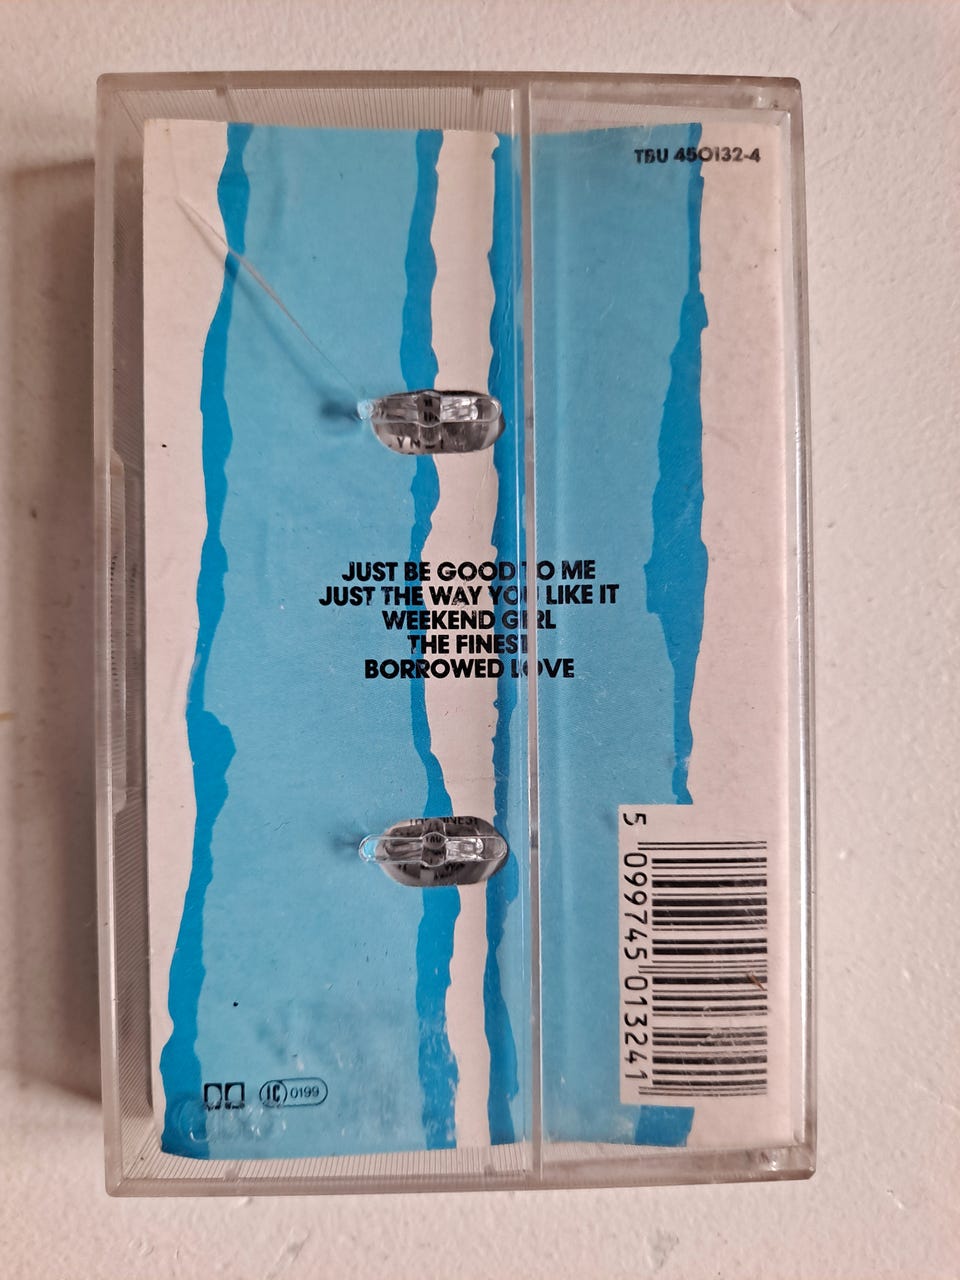 TBU 450132-4
JUST BE GOOD TO ME
JUST THE WAY YOU LIKE IT
WEEKEND GIRL
THE FINEST
BORROWED LOVE
5 099745 013241
IC 0199